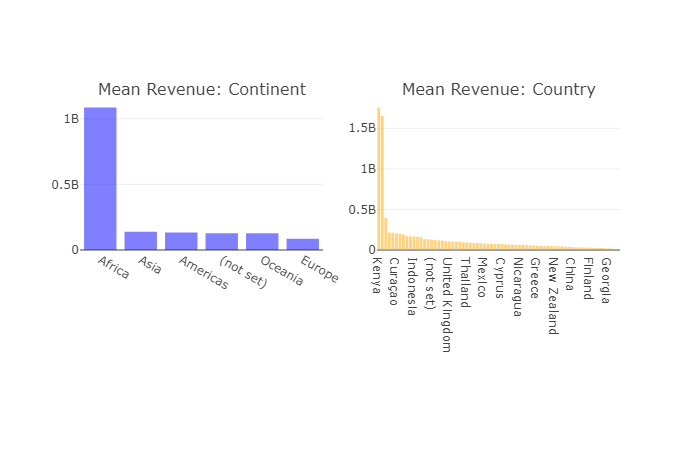 Mean Revenue: Continent
1B
0.5B
0
Africa
Asia
Americas
(not set)
Oceania
Europe
Mean Revenue: Country
1.5B
1B
0.5B
0
Kenya
Curaçao
Indonesia
(not set)
United Kingdom
Thailand
Mexico
Cyprus
Nicaragua
Greece
New Zealand
China
Finland
Georgia